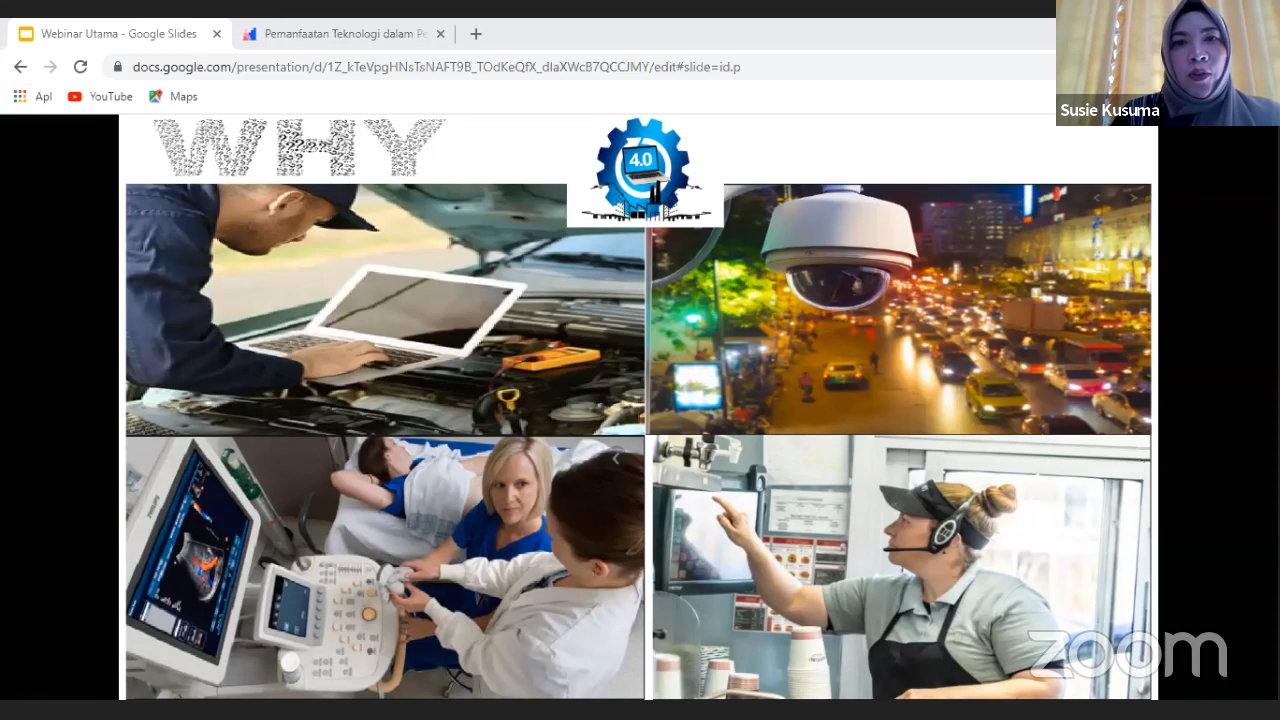 Webinar Utama - Google Slides
Pemanfaatan Teknologi dalam Pe
docs.google.com/presentation/d/1Z_kTeVpgHNsTsNAFT9B_TOdKeQfX_dIaXWcB7QCCJMY/edit#slide=id.p
Apl
YouTube
Maps
Susie Kusuma
WHY
4.0
zoom